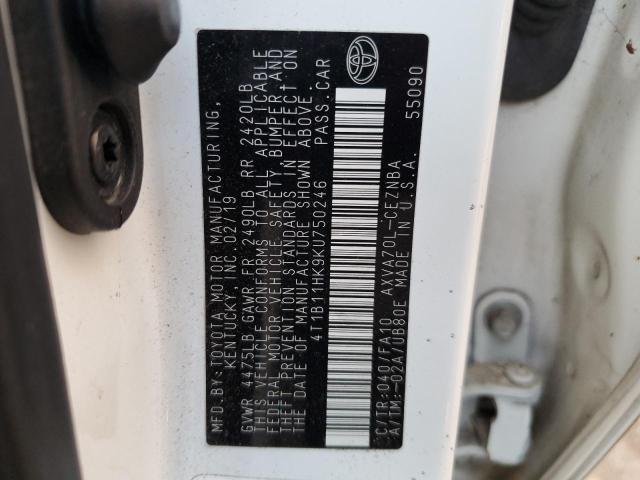 MFD. BY: TOYOTA MOTOR MANUFACTURING,
KENTUCKY, INC. 02/19
GVWR 4475LB GAWR FR 2490LB RR 2420LB
THIS VEHICLE CONFORMS TO ALL APPLICABLE
FEDERAL MOTOR VEHICLE SAFETY, BUMPER AND
THEFT PREVENTION STANDARDS IN EFFECT ON
THE DATE OF MANUFACTURE SHOWN ABOVE.
4T1B11HK9KU750246 PASS.CAR
C/TR:040/FA10 AXVA70L-CEZNBA
A/TM:-02A/UB80E MADE IN U.S.A. 55090